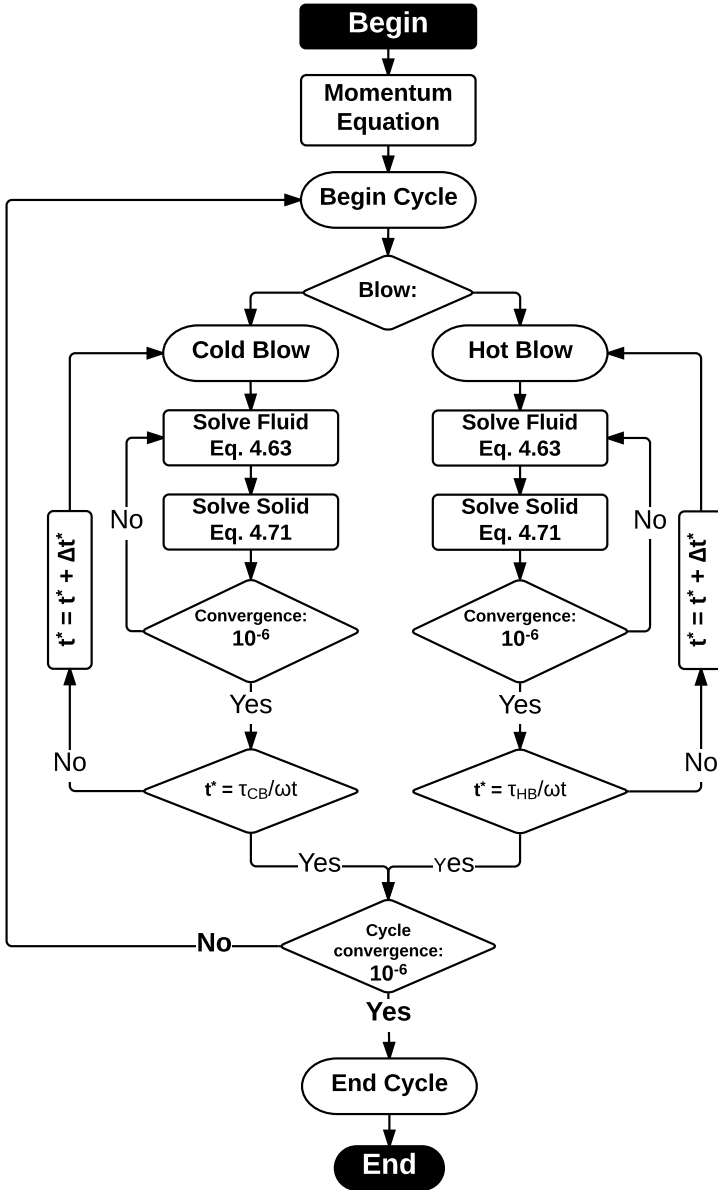 Begin
Momentum
Equation
Begin Cycle
Blow:
Cold Blow
Hot Blow
Solve Fluid
Eq. 4.63
Solve Fluid
Eq. 4.63
No
Solve Solid
Eq. 4.71
Solve Solid
Eq. 4.71
No
t* = t* + Δt*
t* = t* + Δt*
Convergence:
10⁻⁶
Convergence:
10⁻⁶
Yes
Yes
No
t* = τCB/ωt
t* = τHB/ωt
No
Yes
Yes
Cycle
convergence:
10⁻⁶
No
Yes
End Cycle
End